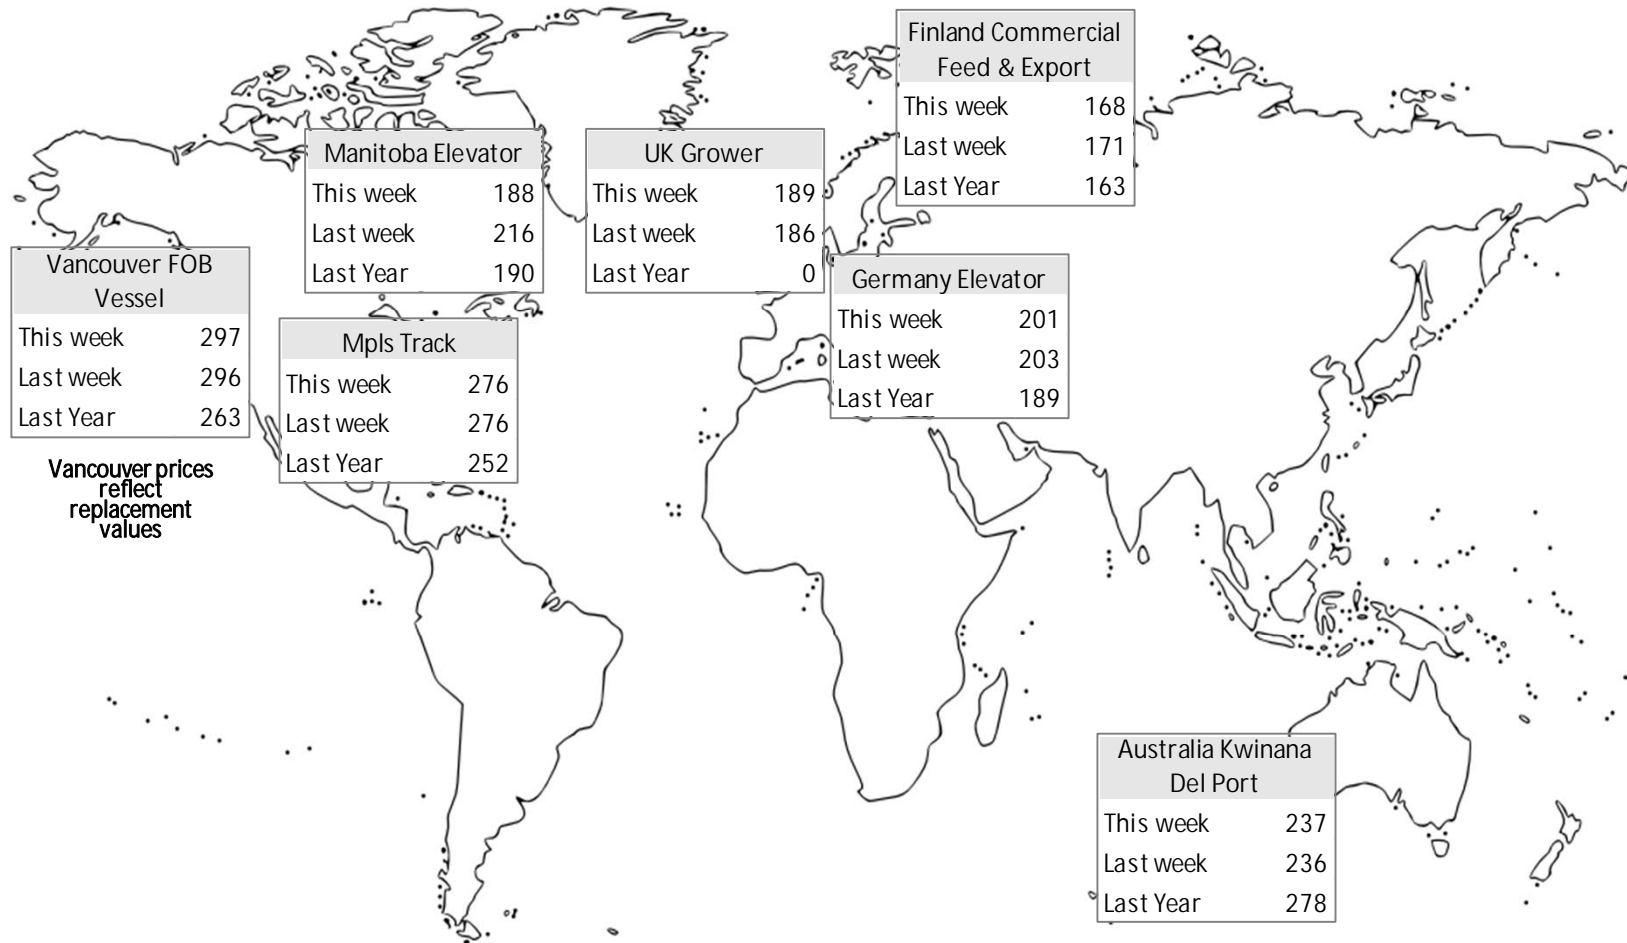 Finland Commercial
Feed & Export
This week 168
Last week 171
Last Year 163
Manitoba Elevator
This week 188
Last week 216
Last Year 190
UK Grower
This week 189
Last week 186
Last Year 0
Vancouver FOB
Vessel
This week 297
Last week 296
Last Year 263
Germany Elevator
This week 201
Last week 203
Last Year 189
Mpls Track
This week 276
Last week 276
Last Year 252
Vancouver prices
reflect
replacement
values
Australia Kwinana
Del Port
This week 237
Last week 236
Last Year 278